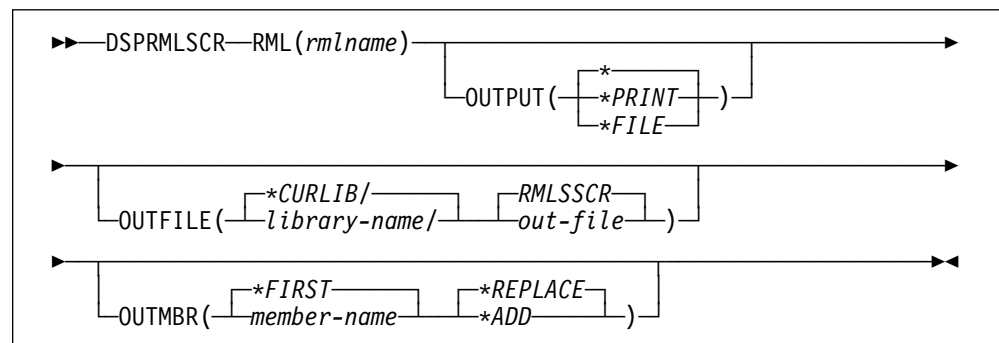 *
DSPRMLSCR RML(rmlname)
OUTPUT( *PRINT )
*FILE
*CURLIB/ RMLSSCR
OUTFILE( library-name/ out-file )
*FIRST *REPLACE
OUTMBR( member-name *ADD )